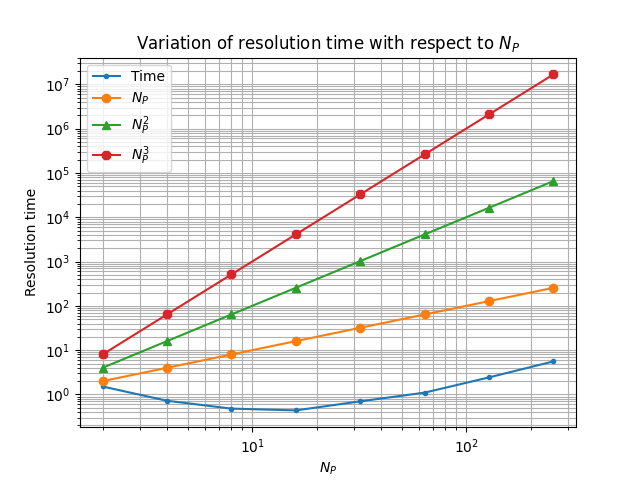 Variation of resolution time with respect to $N_P$
Time
$N_P$
$N_P^2$
$N_P^3$
Resolution time
$10^7$
$10^6$
$10^5$
$10^4$
$10^3$
$10^2$
$10^1$
$10^0$
$10^1$
$10^2$
$N_P$